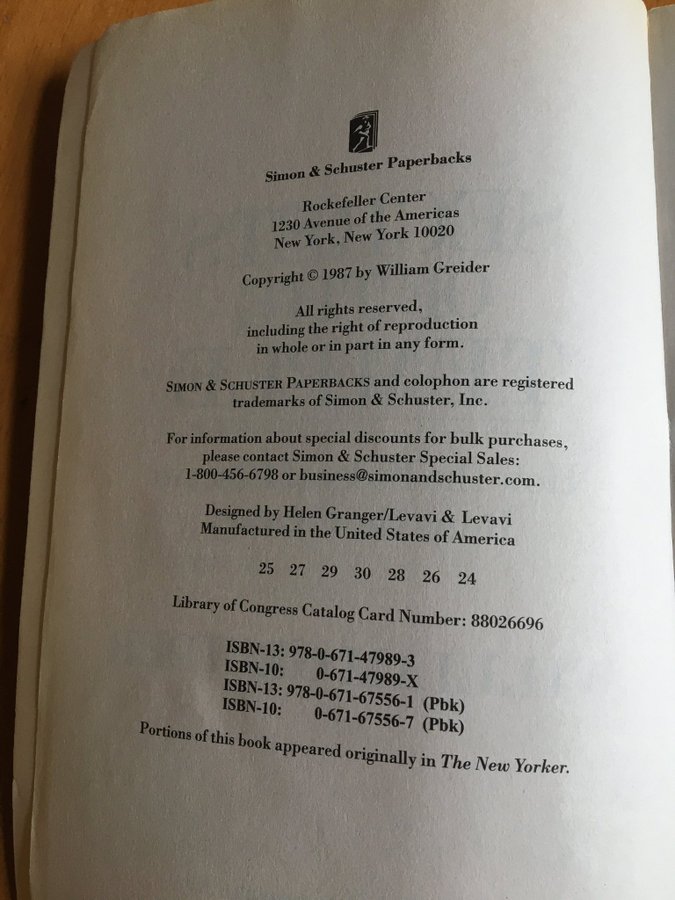 Simon & Schuster Paperbacks
Rockefeller Center
1230 Avenue of the Americas
New York, New York 10020
Copyright © 1987 by William Greider
All rights reserved,
including the right of reproduction
in whole or in part in any form.
SIMON & SCHUSTER PAPERBACKS and colophon are registered
trademarks of Simon & Schuster, Inc.
For information about special discounts for bulk purchases,
please contact Simon & Schuster Special Sales:
1-800-456-6798 or business@simonandschuster.com.
Designed by Helen Granger/Levavi & Levavi
Manufactured in the United States of America
25 27 29 30 28 26 24
Library of Congress Catalog Card Number: 88026696
ISBN-13: 978-0-671-47989-3
ISBN-10: 0-671-47989-X
ISBN-13: 978-0-671-67556-1 (Pbk)
ISBN-10: 0-671-67556-7 (Pbk)
Portions of this book appeared originally in The New Yorker.